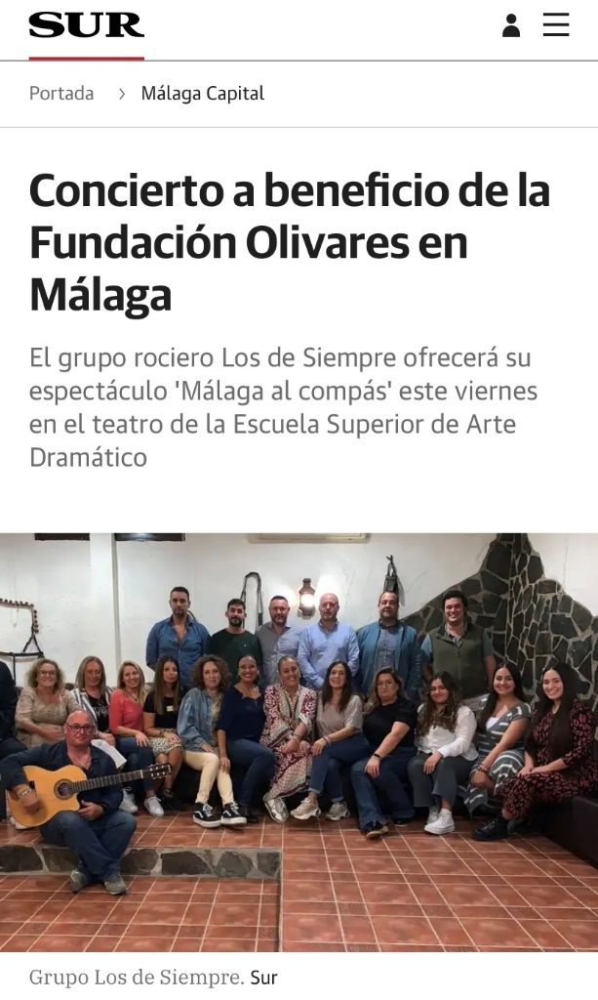 SUR
Portada > Málaga Capital
Concierto a beneficio de la
Fundación Olivares en
Málaga
El grupo rociero Los de Siempre ofrecerá su
espectáculo 'Málaga al compás' este viernes
en el teatro de la Escuela Superior de Arte
Dramático
Grupo Los de Siempre. Sur